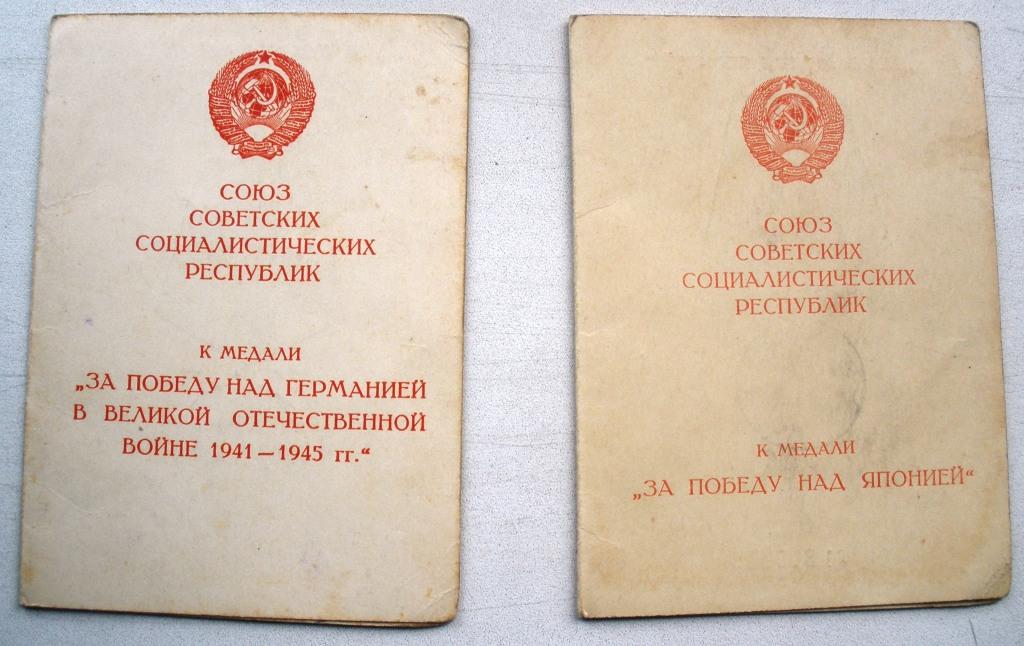 СОЮЗ
СОВЕТСКИХ
СОЦИАЛИСТИЧЕСКИХ
РЕСПУБЛИК
К МЕДАЛИ
„ЗА ПОБЕДУ НАД ГЕРМАНИЕЙ
В ВЕЛИКОЙ ОТЕЧЕСТВЕННОЙ
ВОЙНЕ 1941 — 1945 гг.“
СОЮЗ
СОВЕТСКИХ
СОЦИАЛИСТИЧЕСКИХ
РЕСПУБЛИК
К МЕДАЛИ
„ЗА ПОБЕДУ НАД ЯПОНИЕЙ“